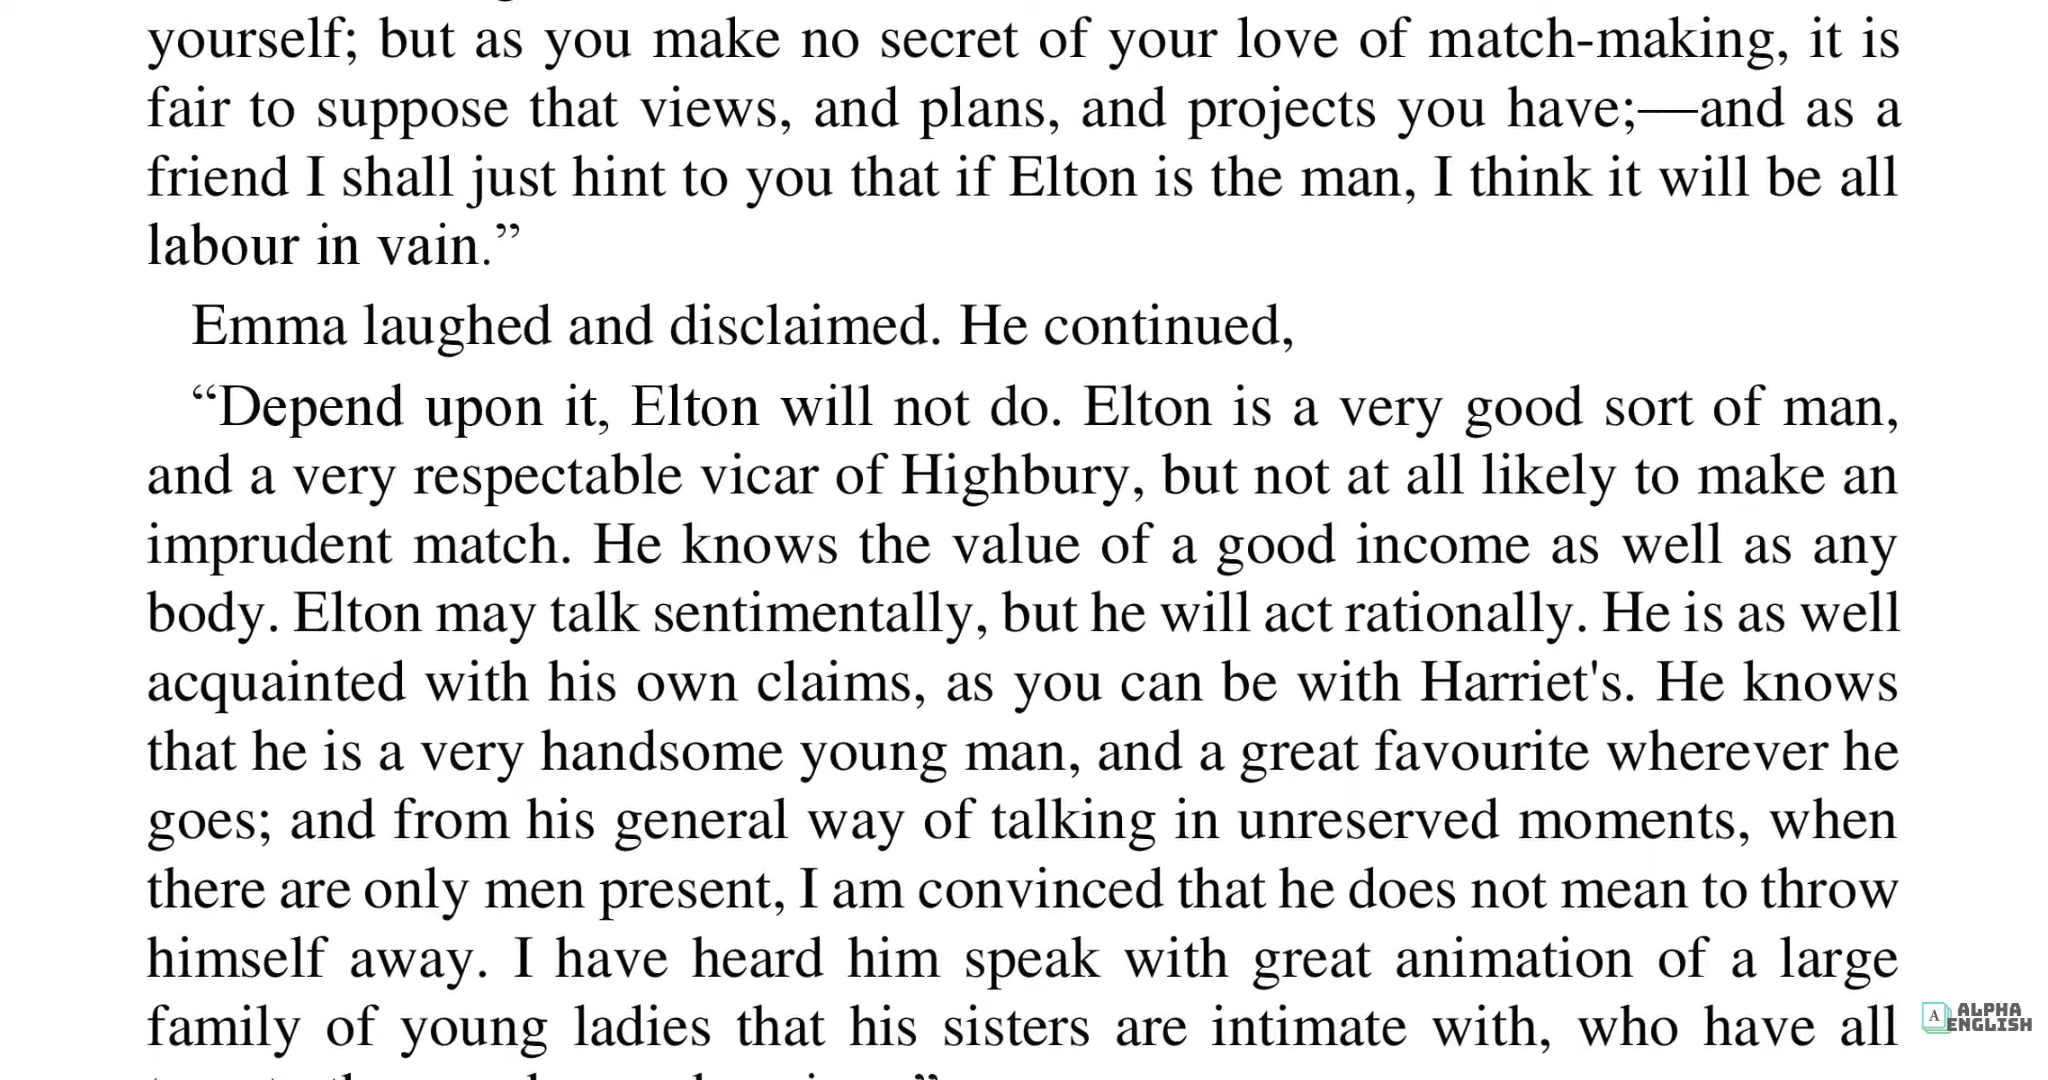 yourself; but as you make no secret of your love of match-making, it is
fair to suppose that views, and plans, and projects you have;—and as a
friend I shall just hint to you that if Elton is the man, I think it will be all
labour in vain.”
Emma laughed and disclaimed. He continued,
“Depend upon it, Elton will not do. Elton is a very good sort of man,
and a very respectable vicar of Highbury, but not at all likely to make an
imprudent match. He knows the value of a good income as well as any
body. Elton may talk sentimentally, but he will act rationally. He is as well
acquainted with his own claims, as you can be with Harriet's. He knows
that he is a very handsome young man, and a great favourite wherever he
goes; and from his general way of talking in unreserved moments, when
there are only men present, I am convinced that he does not mean to throw
himself away. I have heard him speak with great animation of a large
family of young ladies that his sisters are intimate with, who have all
A ALPHA
ENGLISH